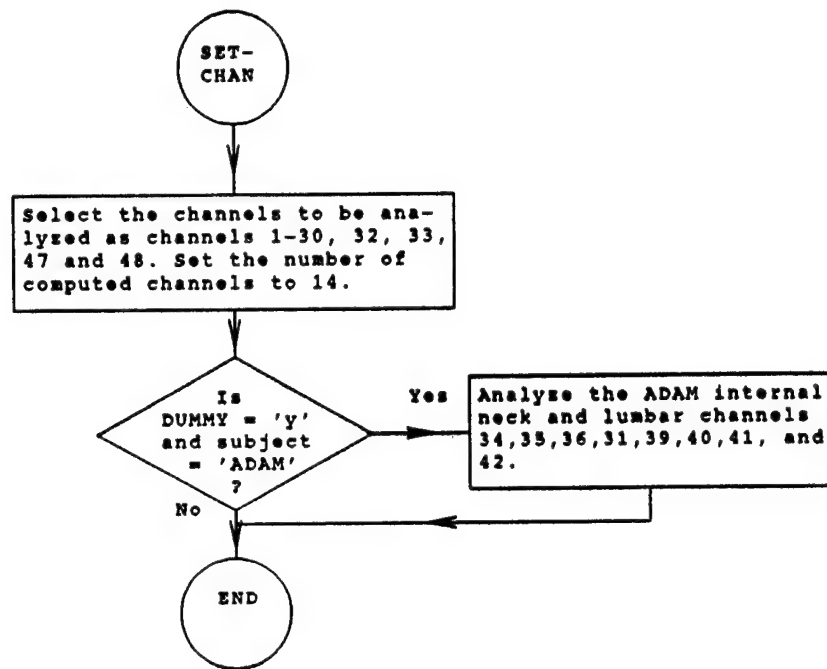 SET-
CHAN
Select the channels to be ana-
lyzed as channels 1-30, 32, 33,
47 and 48. Set the number of
computed channels to 14.
Is
DUMMY = 'y'
and subject
= 'ADAM'
?
Yes
Analyze the ADAM internal
neck and lumbar channels
34,35,36,31,39,40,41, and
42.
No
END